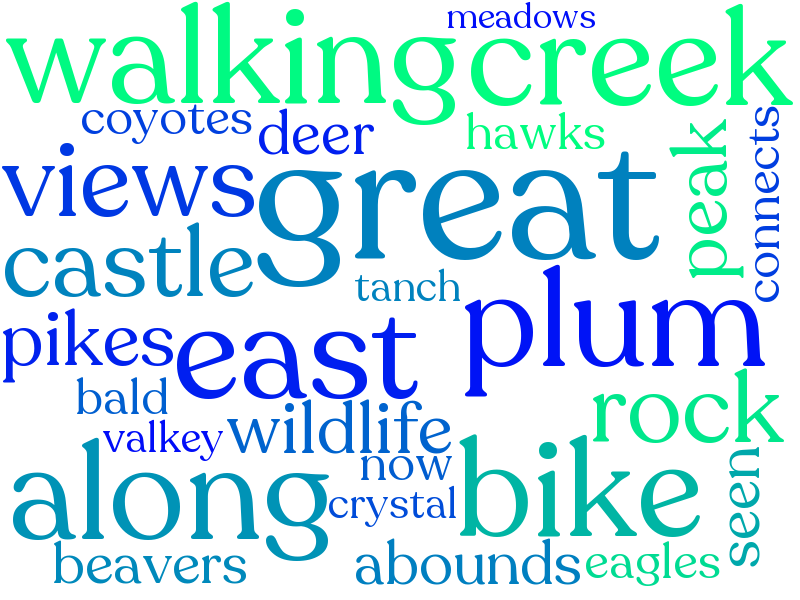 meadows
walking creek
coyotes deer hawks
peak
connects
views great
castle
tanch
plum
pikes east
bald
rock
valkey wildlife
now
along bike
crystal
seen
beavers abounds eagles